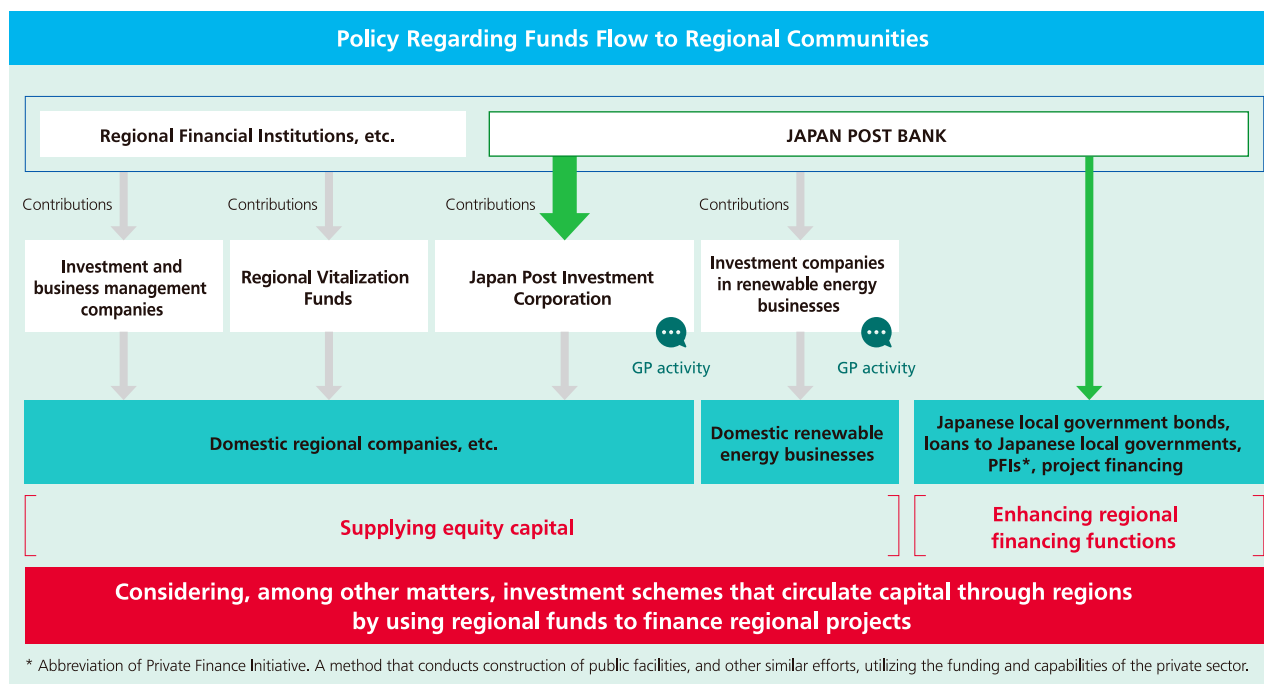 Policy Regarding Funds Flow to Regional Communities
Regional Financial Institutions, etc.
JAPAN POST BANK
Contributions
Contributions
Contributions
Contributions
Investment and
business management
companies
Regional Vitalization
Funds
Japan Post Investment
Corporation
Investment companies
in renewable energy
businesses
GP activity
GP activity
Domestic regional companies, etc.
Domestic renewable
energy businesses
Japanese local government bonds,
loans to Japanese local governments,
PFIs*, project financing
Supplying equity capital
Enhancing regional
financing functions
Considering, among other matters, investment schemes that circulate capital through regions
by using regional funds to finance regional projects
* Abbreviation of Private Finance Initiative. A method that conducts construction of public facilities, and other similar efforts, utilizing the funding and capabilities of the private sector.